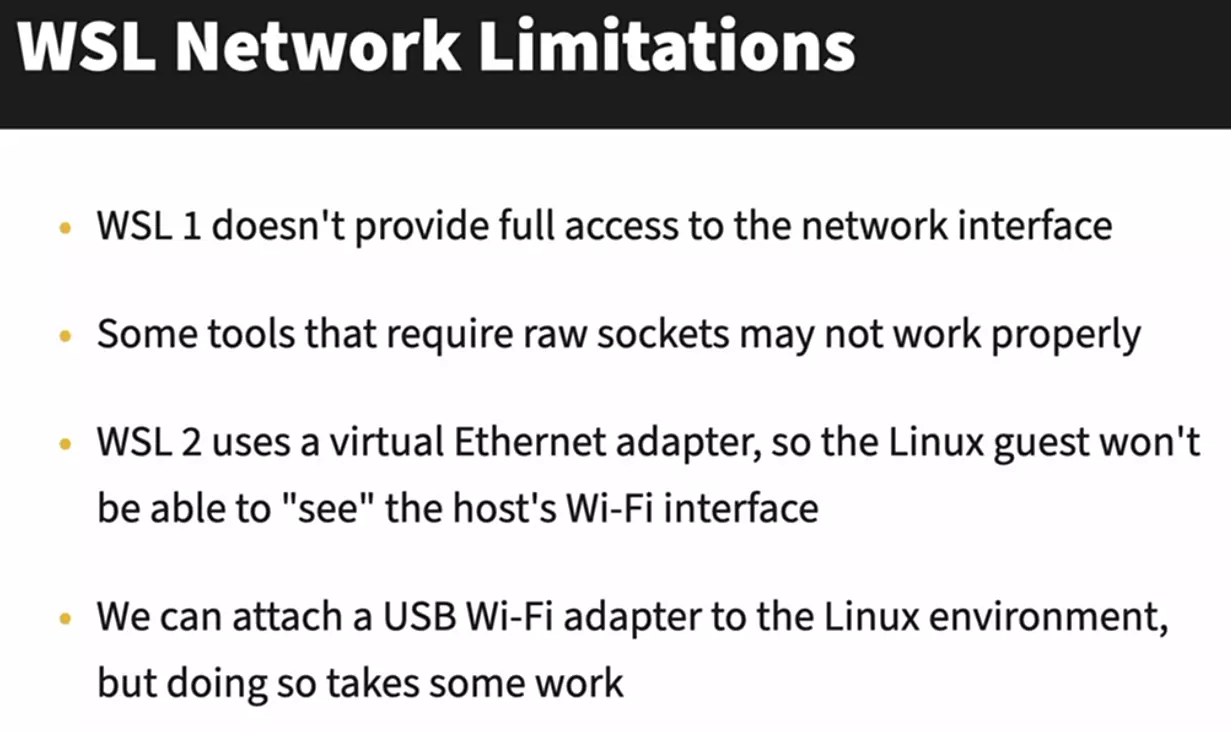 WSL Network Limitations
• WSL 1 doesn't provide full access to the network interface
• Some tools that require raw sockets may not work properly
• WSL 2 uses a virtual Ethernet adapter, so the Linux guest won't
be able to "see" the host's Wi-Fi interface
• We can attach a USB Wi-Fi adapter to the Linux environment,
but doing so takes some work